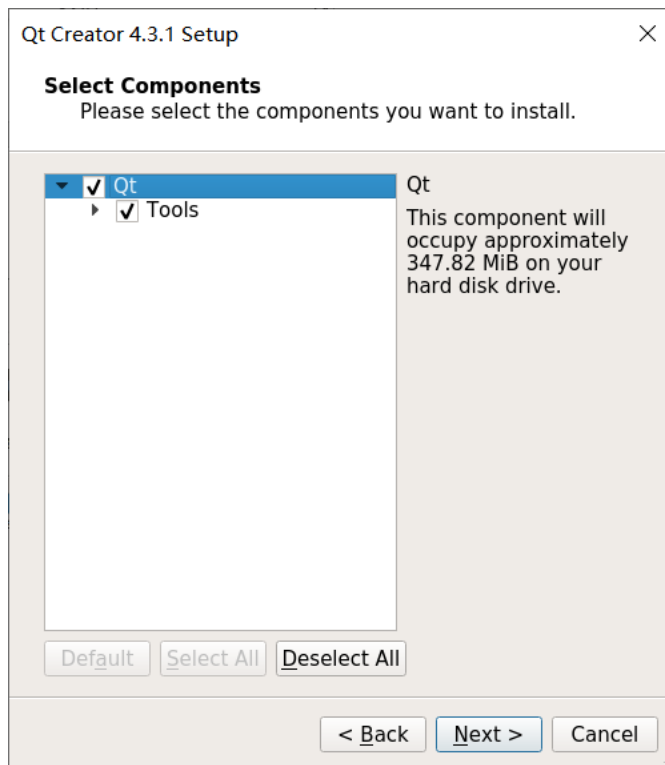 Qt Creator 4.3.1 Setup
Select Components
Please select the components you want to install.
Qt
Tools
Qt
This component will
occupy approximately
347.82 MiB on your
hard disk drive.
Default Select All Deselect All
< Back Next > Cancel